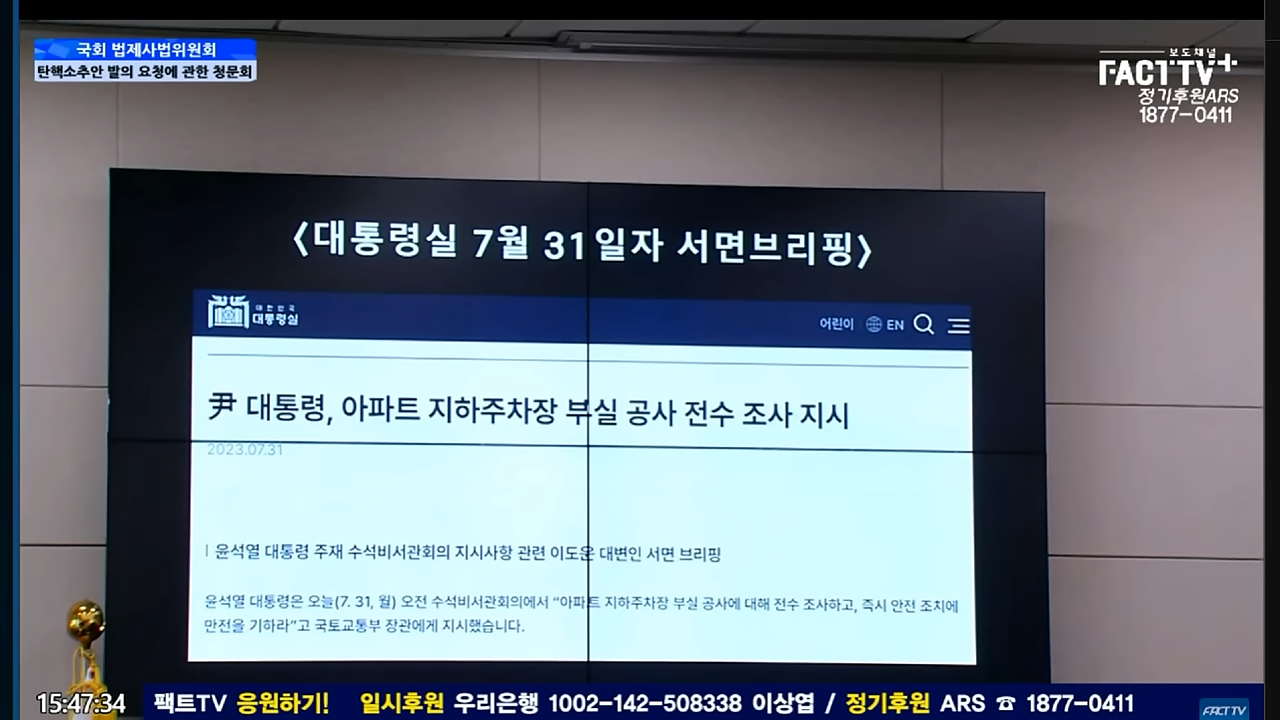 국회 법제사법위원회
탄핵소추안 발의 요청에 관한 청문회
보도채널
FACTTV+
정기후원ARS
1877-0411
〈대통령실 7월 31일자 서면브리핑〉
대한민국
대통령실
어린이 EN
尹 대통령, 아파트 지하주차장 부실 공사 전수 조사 지시
2023.07.31
윤석열 대통령 주재 수석비서관회의 지시사항 관련 이도운 대변인 서면 브리핑
윤석열 대통령은 오늘(7. 31, 월) 오전 수석비서관회의에서 “아파트 지하주차장 부실 공사에 대해 전수 조사하고, 즉시 안전 조치에
만전을 기하라”고 국토교통부 장관에게 지시했습니다.
15:47:34 팩트TV 응원하기! 일시후원 우리은행 1002-142-508338 이상엽 / 정기후원 ARS ☎ 1877-0411
FACT TV